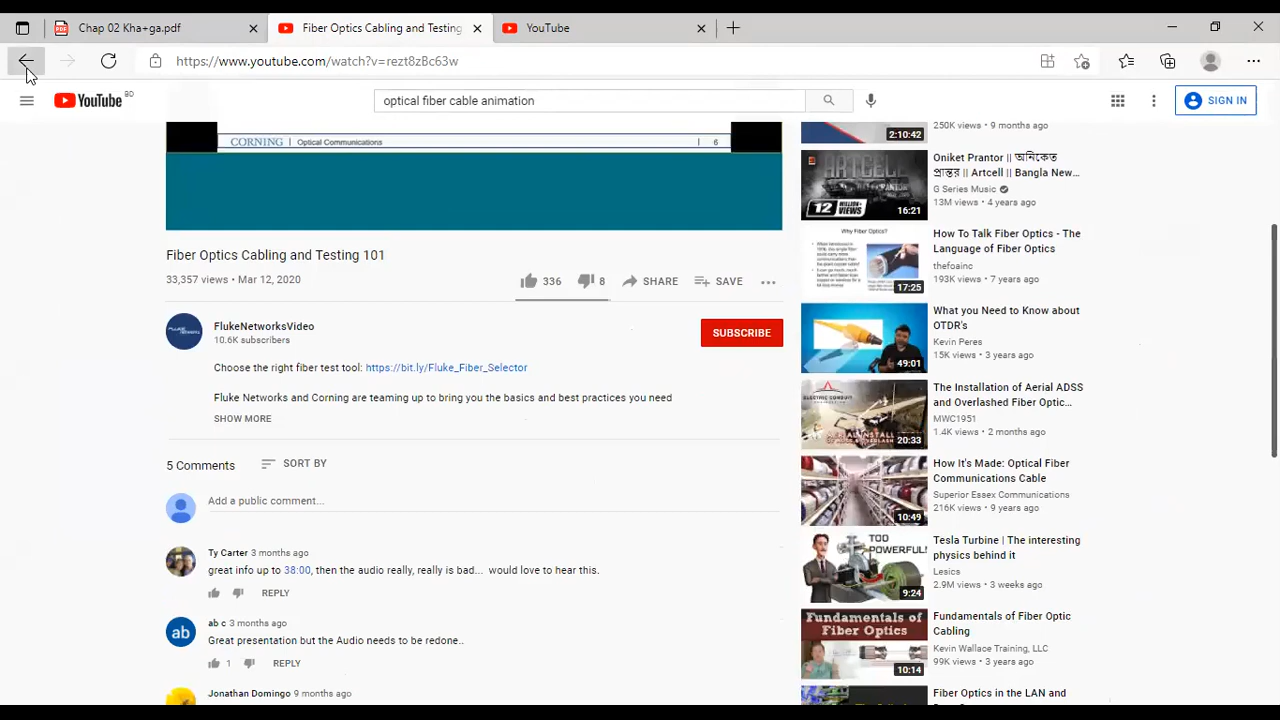 Chap 02 Kha+ga.pdf
Fiber Optics Cabling and Testing
YouTube
https://www.youtube.com/watch?v=rezt8zBc63w
YouTube BD
optical fiber cable animation
SIGN IN
CORNING | Optical Communications | 6
Fiber Optics Cabling and Testing 101
33,357 views • Mar 12, 2020
336
8
SHARE
SAVE
FlukeNetworksVideo
10.6K subscribers
SUBSCRIBE
Choose the right fiber test tool: https://bit.ly/Fluke_Fiber_Selector
Fluke Networks and Corning are teaming up to bring you the basics and best practices you need
SHOW MORE
5 Comments
SORT BY
Add a public comment...
Ty Carter 3 months ago
great info up to 38:00, then the audio really, really is bad... would love to hear this.
REPLY
ab
ab c 3 months ago
Great presentation but the Audio needs to be redone..
1
REPLY
Jonathan Domingo 9 months ago
2:10:42
250K views • 9 months ago
ARTCELL
12 MILLION+ VIEWS
16:21
Oniket Prantor || অনিকেত
প্রান্তর || Artcell || Bangla New...
G Series Music
13M views • 4 years ago
Why Fiber Optics?
17:25
How To Talk Fiber Optics - The
Language of Fiber Optics
thefoainc
193K views • 7 years ago
49:01
What you Need to Know about
OTDR's
Kevin Peres
15K views • 3 years ago
20:33
The Installation of Aerial ADSS
and Overlashed Fiber Optic...
MWC1951
1.4K views • 2 months ago
10:49
How It's Made: Optical Fiber
Communications Cable
Superior Essex Communications
216K views • 9 years ago
TOO
POWERFUL!
9:24
Tesla Turbine | The interesting
physics behind it
Lesics
2.9M views • 3 weeks ago
Fundamentals of
Fiber Optics
10:14
Fundamentals of Fiber Optic
Cabling
Kevin Wallace Training, LLC
99K views • 3 years ago
Fiber Optics in the LAN and